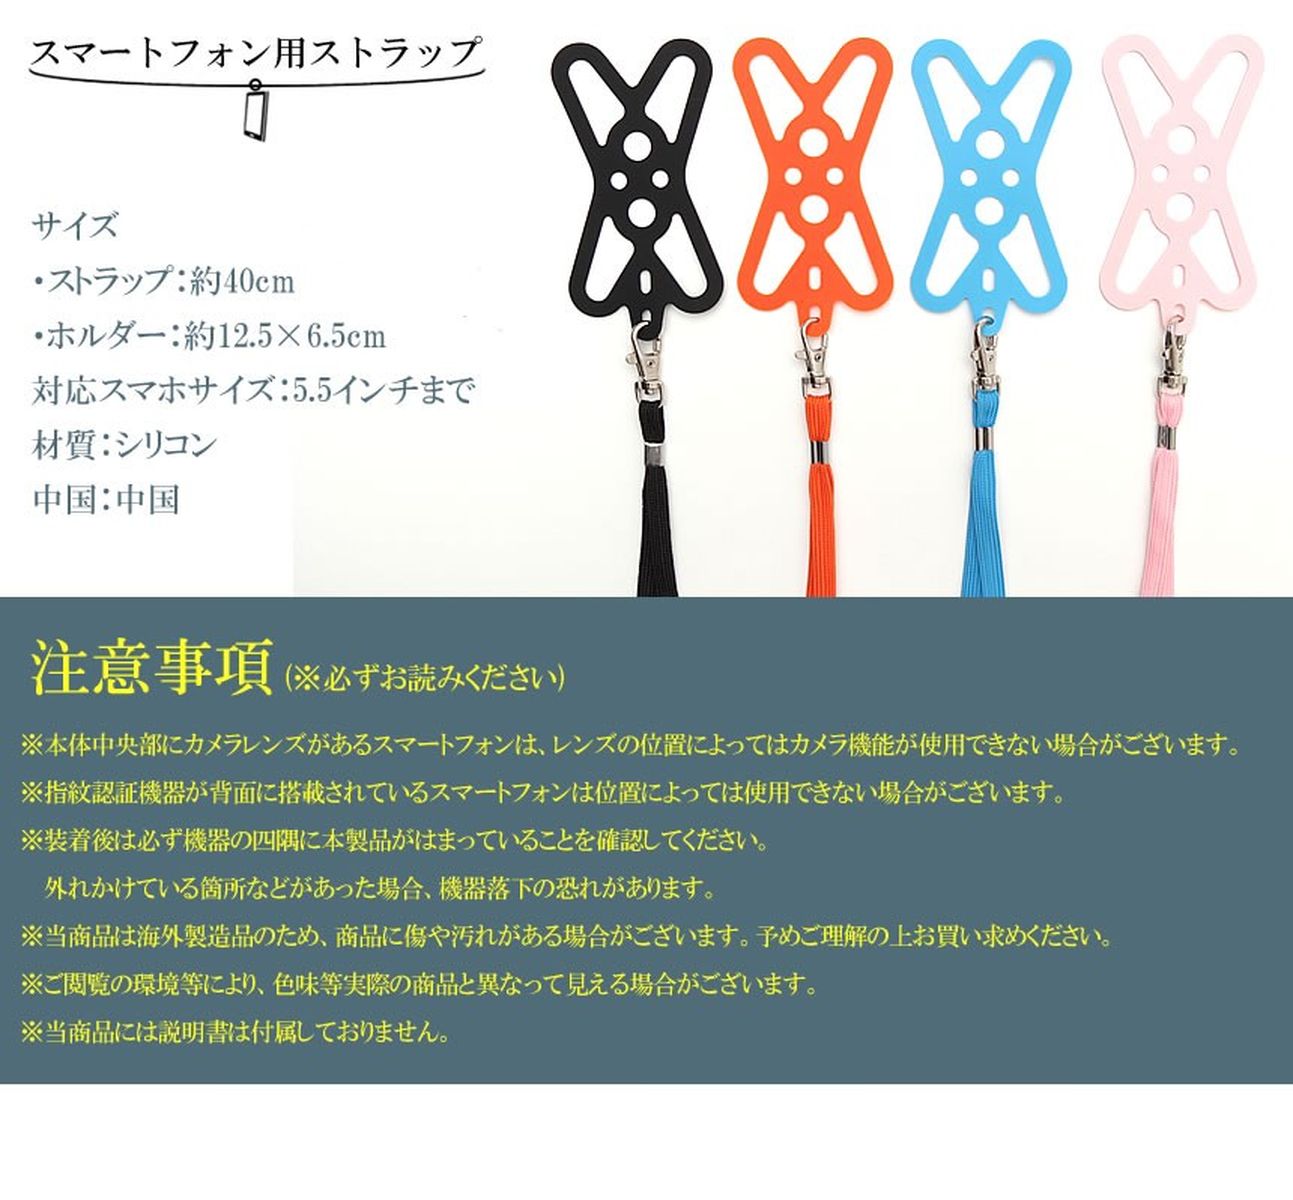 スマートフォン用ストラップ
サイズ
・ストラップ：約40cm
・ホルダー：約12.5×6.5cm
対応スマホサイズ：5.5インチまで
材質：シリコン
中国：中国
注意事項 (※必ずお読みください)
※本体中央部にカメラレンズがあるスマートフォンは、レンズの位置によってはカメラ機能が使用できない場合がございます。
※指紋認証機器が背面に搭載されているスマートフォンは位置によっては使用できない場合がございます。
※装着後は必ず機器の四隅に本製品がはまっていることを確認してください。
外れかけている箇所などがあった場合、機器落下の恐れがあります。
※当商品は海外製造品のため、商品に傷や汚れがある場合がございます。予めご理解の上お買い求めください。
※ご閲覧の環境等により、色味等実際の商品と異なって見える場合がございます。
※当商品には説明書は付属しておりません。